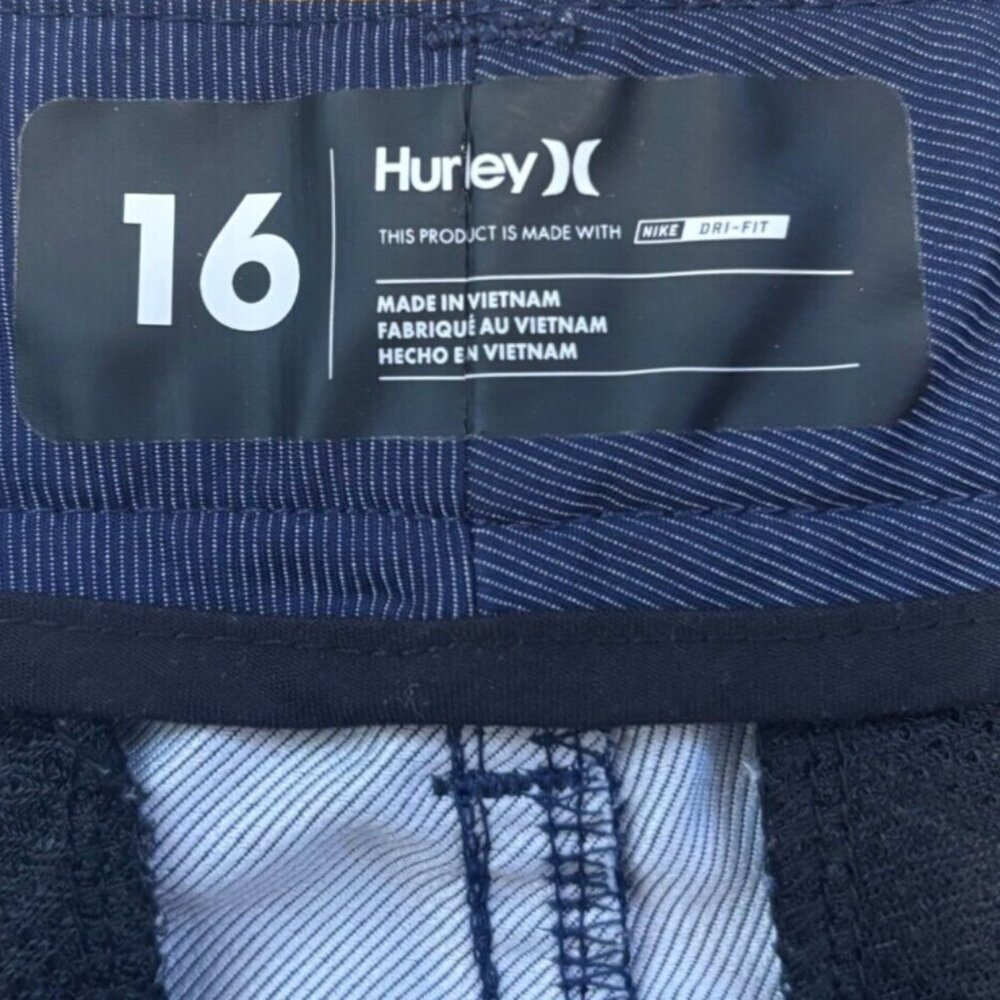 16
Hurley
THIS PRODUCT IS MADE WITH NIKE DRI-FIT
MADE IN VIETNAM
FABRIQUÉ AU VIETNAM
HECHO EN VIETNAM